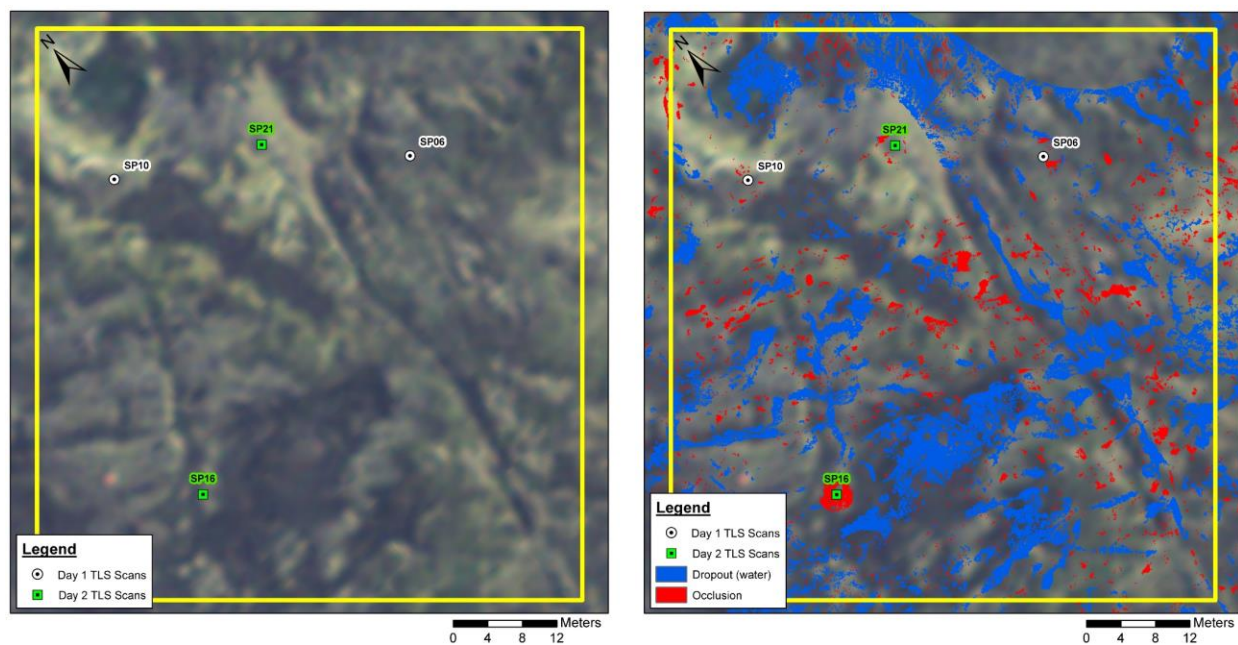 N
SP21
SP06
SP10
SP16
Legend
Day 1 TLS Scans
Day 2 TLS Scans
0 4 8 12 Meters
N
SP21
SP06
SP10
SP16
Legend
Day 1 TLS Scans
Day 2 TLS Scans
Dropout (water)
Occlusion
0 4 8 12 Meters